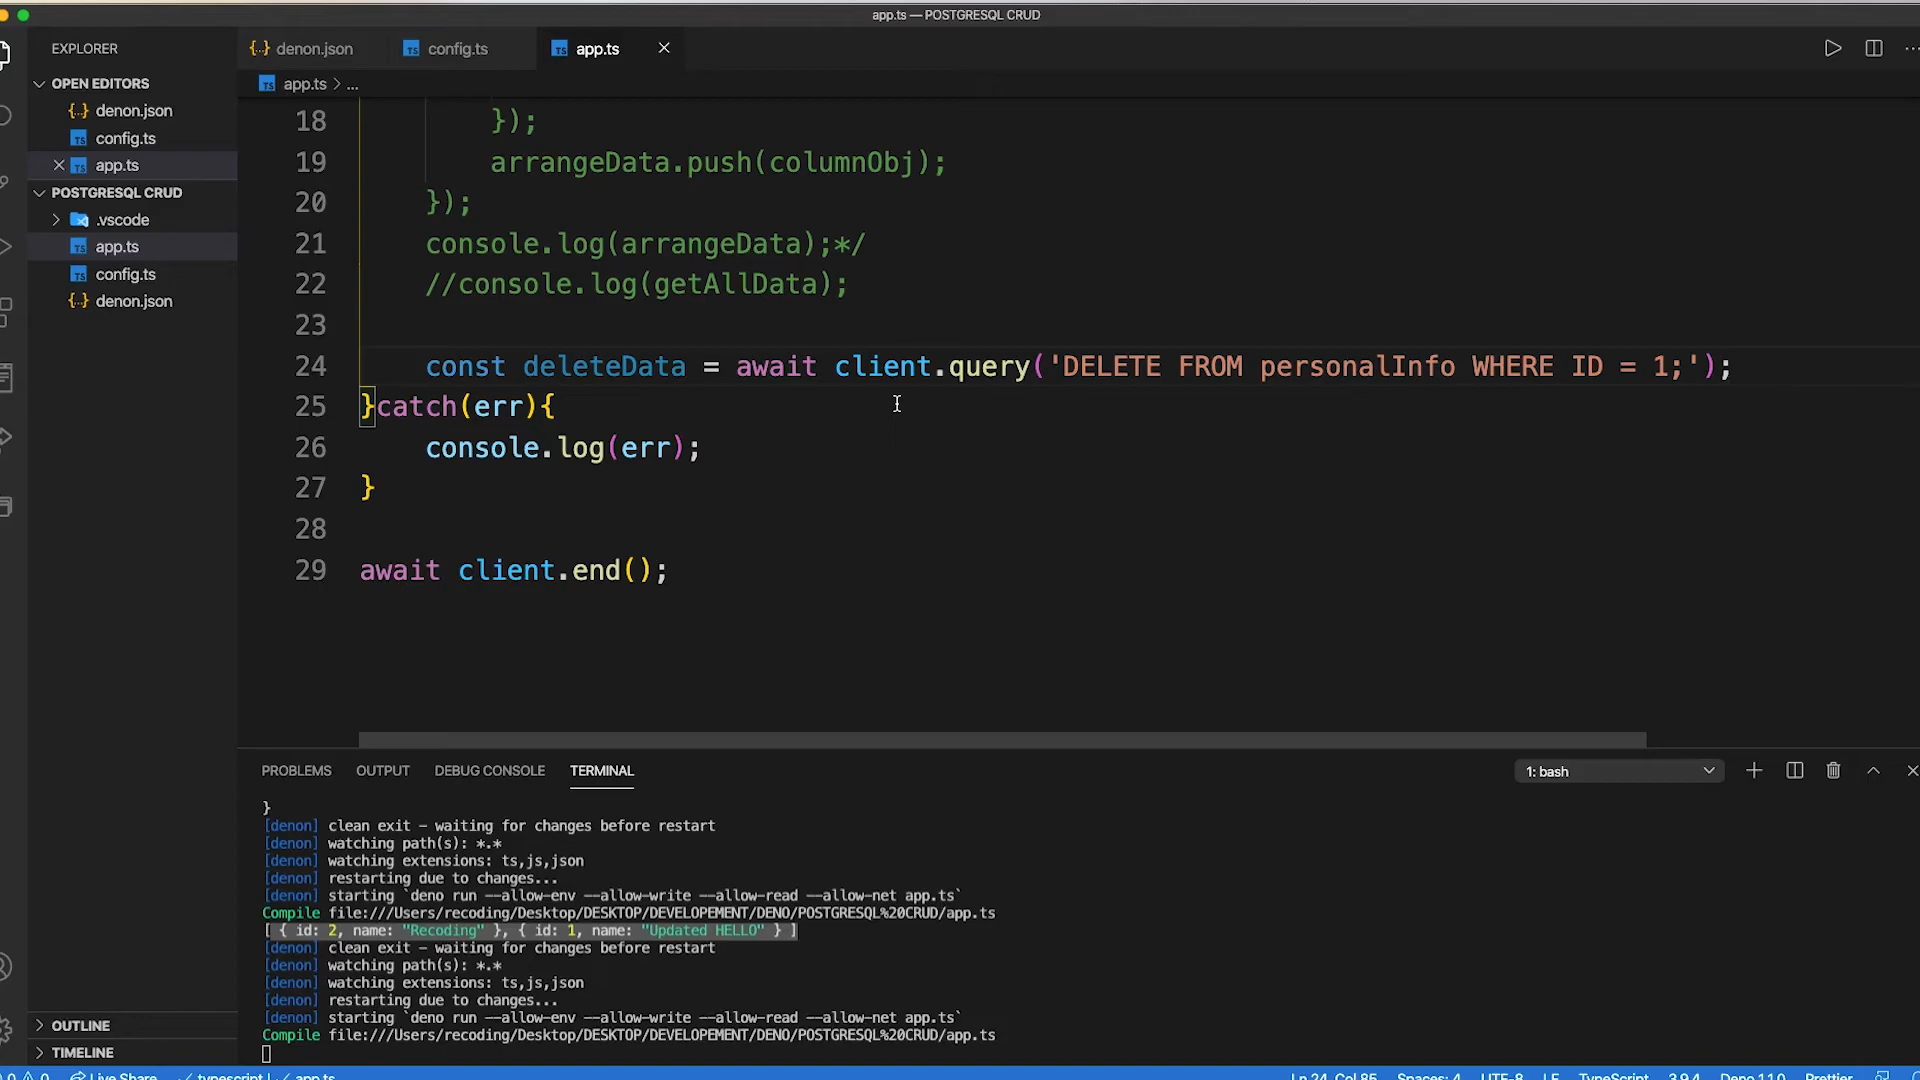 app.ts — POSTGRESQL CRUD
EXPLORER
OPEN EDITORS
{..} denon.json
TS config.ts
TS app.ts
POSTGRESQL CRUD
.vscode
TS app.ts
TS config.ts
{..} denon.json
OUTLINE
TIMELINE
{..} denon.json
TS config.ts
TS app.ts
TS app.ts > ...
18 });
19 arrangeData.push(columnObj);
20 });
21 console.log(arrangeData);*/
22 //console.log(getAllData);
23
24 const deleteData = await client.query('DELETE FROM personalInfo WHERE ID = 1;');
25 }catch(err){
26 console.log(err);
27 }
28
29 await client.end();
PROBLEMS OUTPUT DEBUG CONSOLE TERMINAL
1: bash
}
[denon] clean exit - waiting for changes before restart
[denon] watching path(s): *.*
[denon] watching extensions: ts,js,json
[denon] restarting due to changes...
[denon] starting `deno run --allow-env --allow-write --allow-read --allow-net app.ts`
Compile file:///Users/recoding/Desktop/DESKTOP/DEVELOPEMENT/DENO/POSTGRESQL%20CRUD/app.ts
[ { id: 2, name: "Recoding" }, { id: 1, name: "Updated HELLO" } ]
[denon] clean exit - waiting for changes before restart
[denon] watching path(s): *.*
[denon] watching extensions: ts,js,json
[denon] restarting due to changes...
[denon] starting `deno run --allow-env --allow-write --allow-read --allow-net app.ts`
Compile file:///Users/recoding/Desktop/DESKTOP/DEVELOPEMENT/DENO/POSTGRESQL%20CRUD/app.ts
0 0 Live Share typescript | app.ts Ln 24, Col 85 Spaces: 4 UTF-8 LF TypeScript 3.9.4 Deno 1.1.0 Prettier